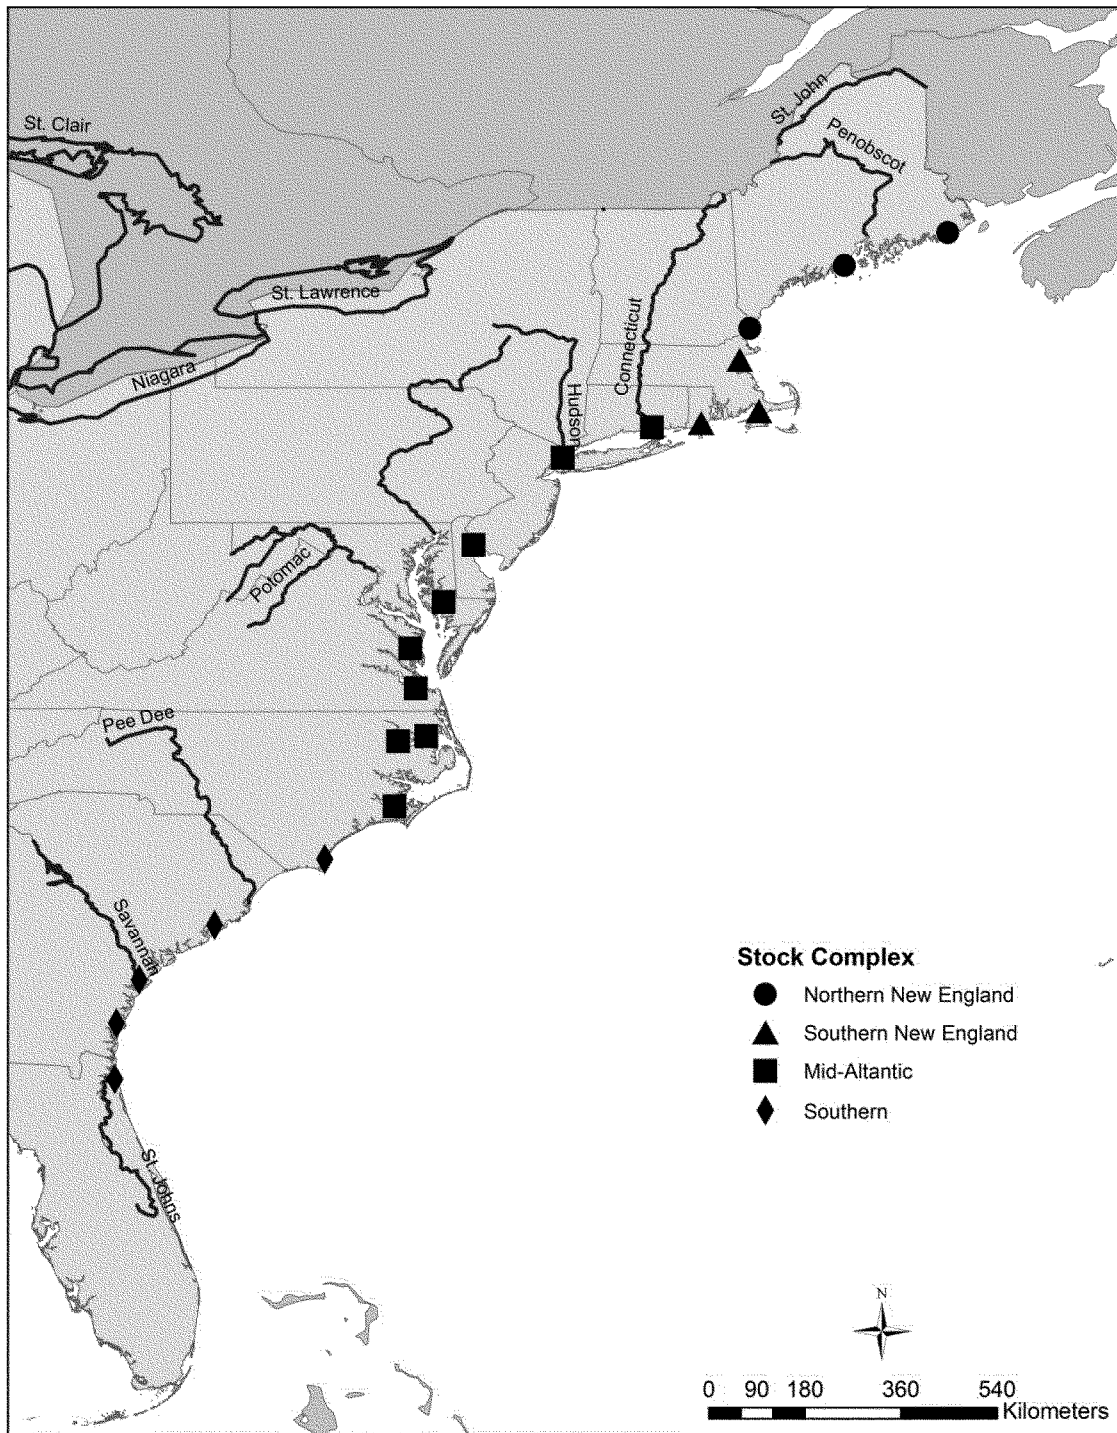 St. John
St. Clair
Penobscot
St. Lawrence
Connecticut
Niagara
Hudson
Potomac
Pee Dee
Savannah
Stock Complex
Northern New England
Southern New England
Mid-Altantic
Southern
St. Johns
N
0 90 180 360 540
Kilometers